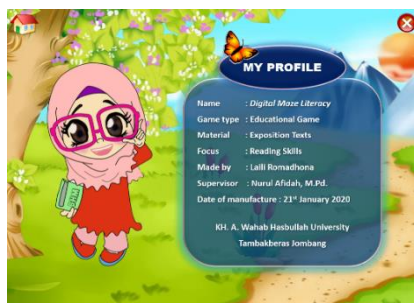 MY PROFILE
Name : Digital Maze Literacy
Game type : Educational Game
Material : Exposition Texts
Focus : Reading Skills
Made by : Laili Romadhona
Supervisor : Nurul Afidah, M.Pd.
Date of manufacture : 21st January 2020
KH. A. Wahab Hasbullah University
Tambakberas Jombang